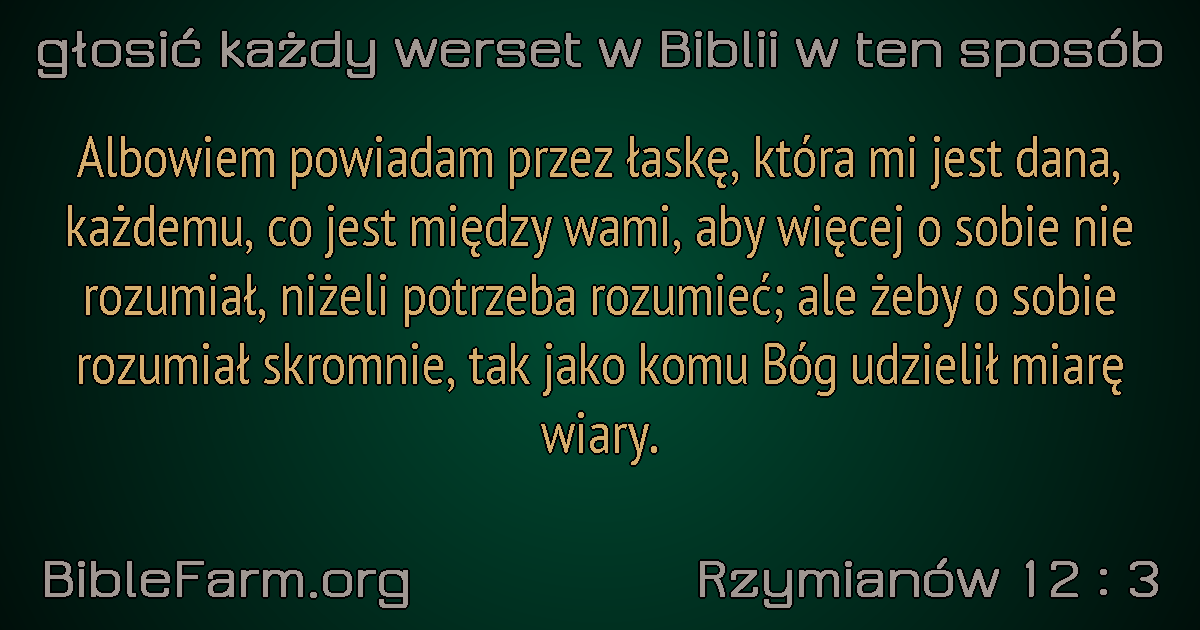 głosić każdy werset w Biblii w ten sposób
Albowiem powiadam przez łaskę, która mi jest dana,
każdemu, co jest między wami, aby więcej o sobie nie
rozumiał, niżeli potrzeba rozumieć; ale żeby o sobie
rozumiał skromnie, tak jako komu Bóg udzielił miarę
wiary.
BibleFarm.org
Rzymianów 12 : 3